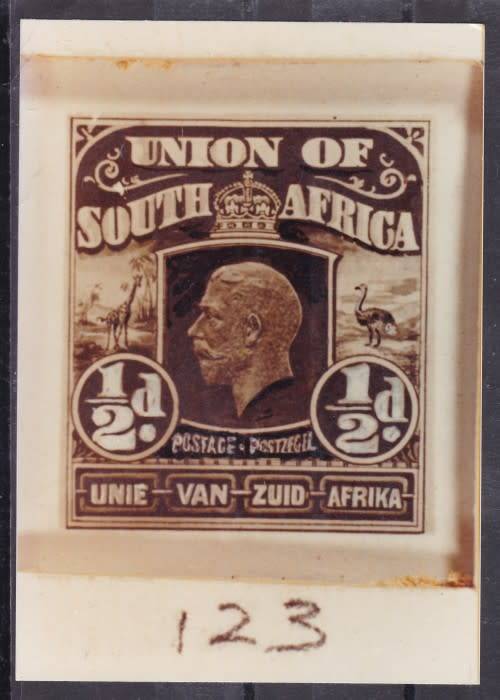 UNION OF
SOUTH AFRICA
½d. ½d.
POSTAGE • POSTZEGEL
UNIE - VAN - ZUID - AFRIKA
123